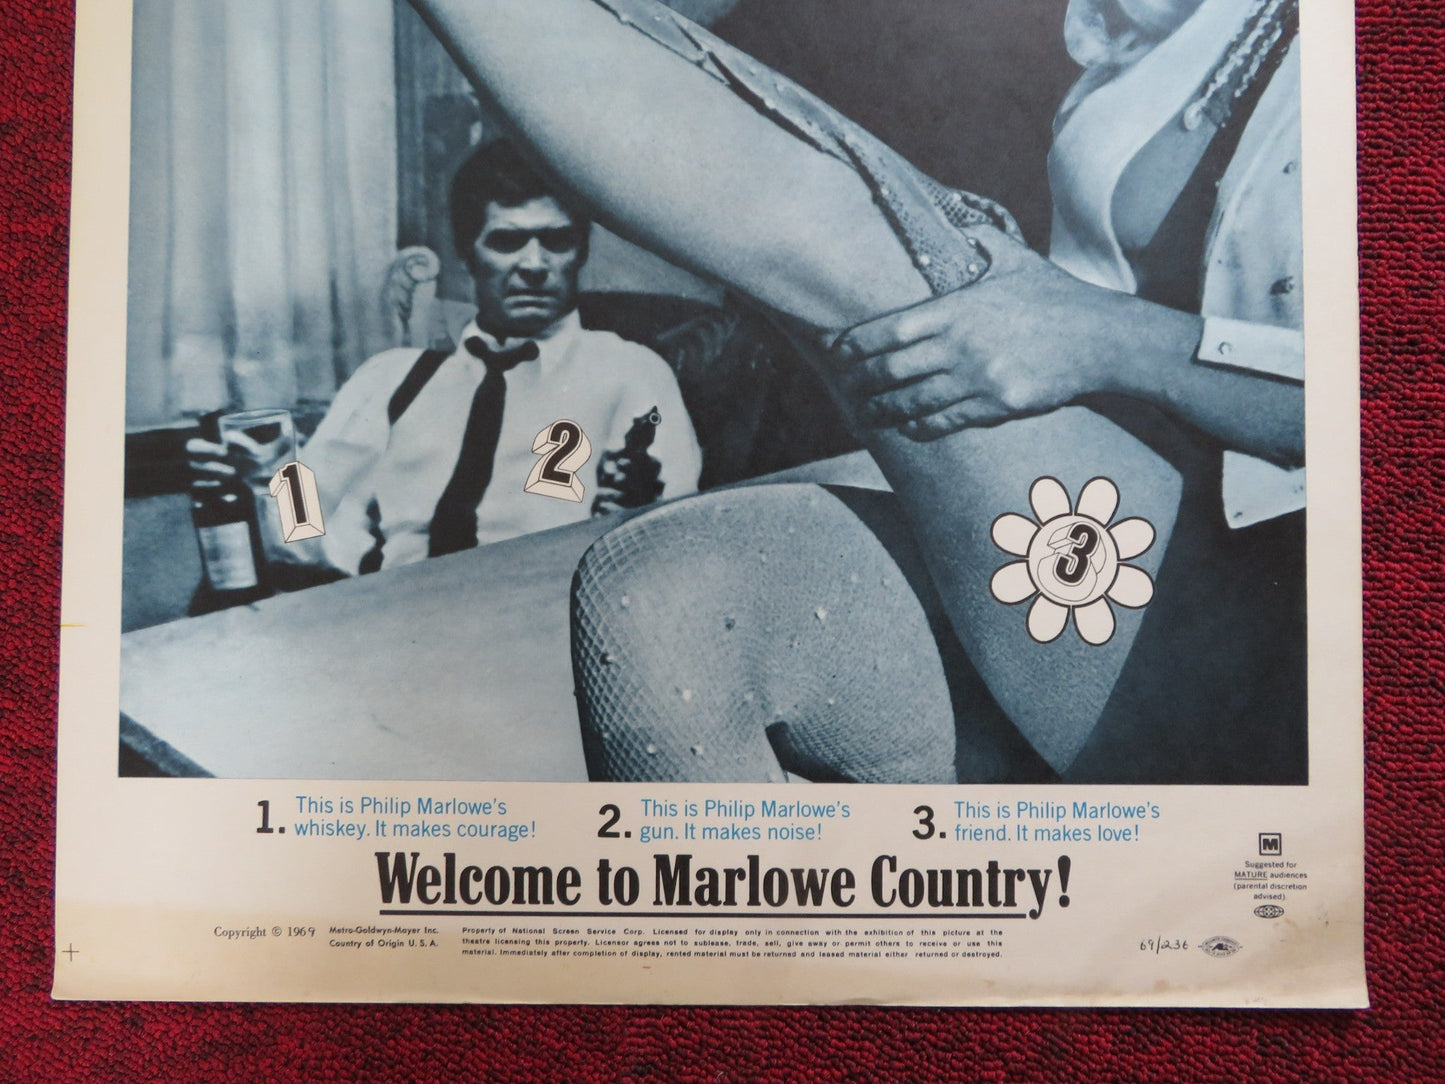 1
2
3
1. This is Philip Marlowe's
whiskey. It makes courage!
2. This is Philip Marlowe's
gun. It makes noise!
3. This is Philip Marlowe's
friend. It makes love!
Welcome to Marlowe Country!
M
Suggested for
MATURE audiences
(parental discretion
advised).
Copyright © 1969
Metro-Goldwyn-Mayer Inc.
Country of Origin U. S. A.
Property of National Screen Service Corp. Licensed for display only in connection with the exhibition of this picture at the
theatre licensing this property. Licensor agrees not to sublease, trade, sell, give away or permit others to receive or use this
material. Immediately after completion of display, rented material must be returned and leased material either returned or destroyed.
69/236